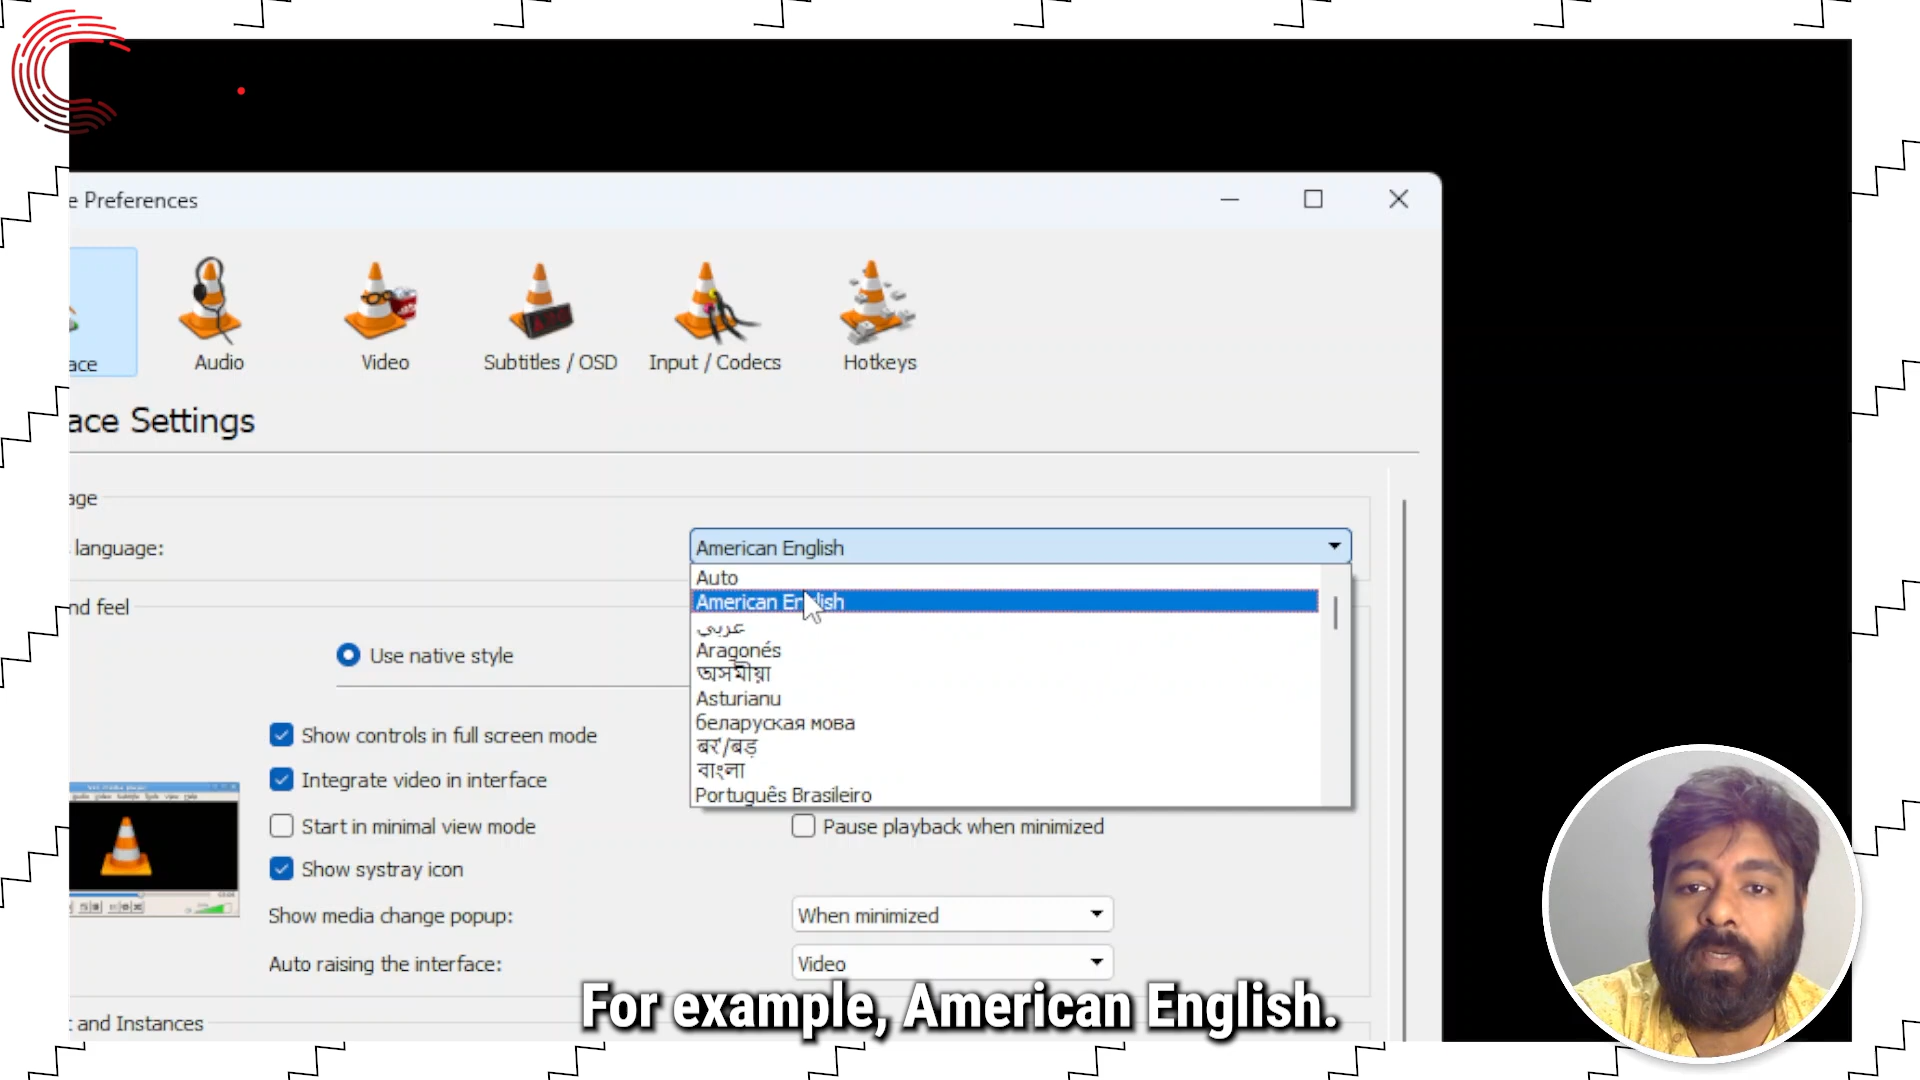 e Preferences
ace
Audio
Video
Subtitles / OSD
Input / Codecs
Hotkeys
ace Settings
age
language:
American English
Auto
American English
عربي
Aragonés
অসমীয়া
Asturianu
беларуская мова
बर'/बड़
বাংলা
Português Brasileiro
nd feel
Use native style
Show controls in full screen mode
Integrate video in interface
Start in minimal view mode
Pause playback when minimized
Show systray icon
Show media change popup:
When minimized
Auto raising the interface:
Video
For example, American English.
t and Instances